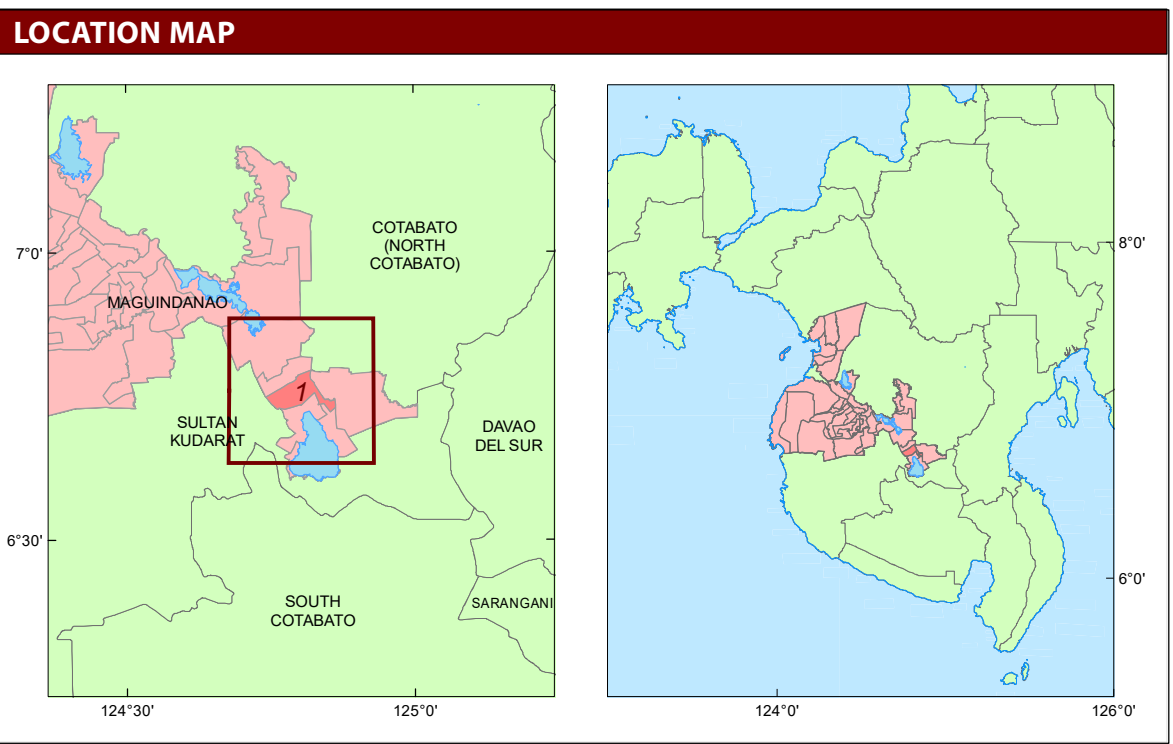 LOCATION MAP
COTABATO
(NORTH
COTABATO)
7°0'
MAGUINDANAO
1
SULTAN
KUDARAT
DAVAO
DEL SUR
6°30'
SOUTH
COTABATO
SARANGANI
124°30'
125°0'
8°0'
6°0'
124°0'
126°0'